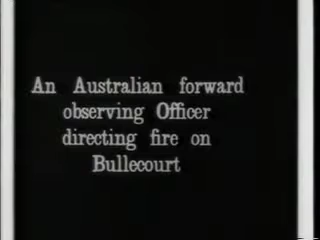 An Australian forward
observing Officer
directing fire on
Bullecourt